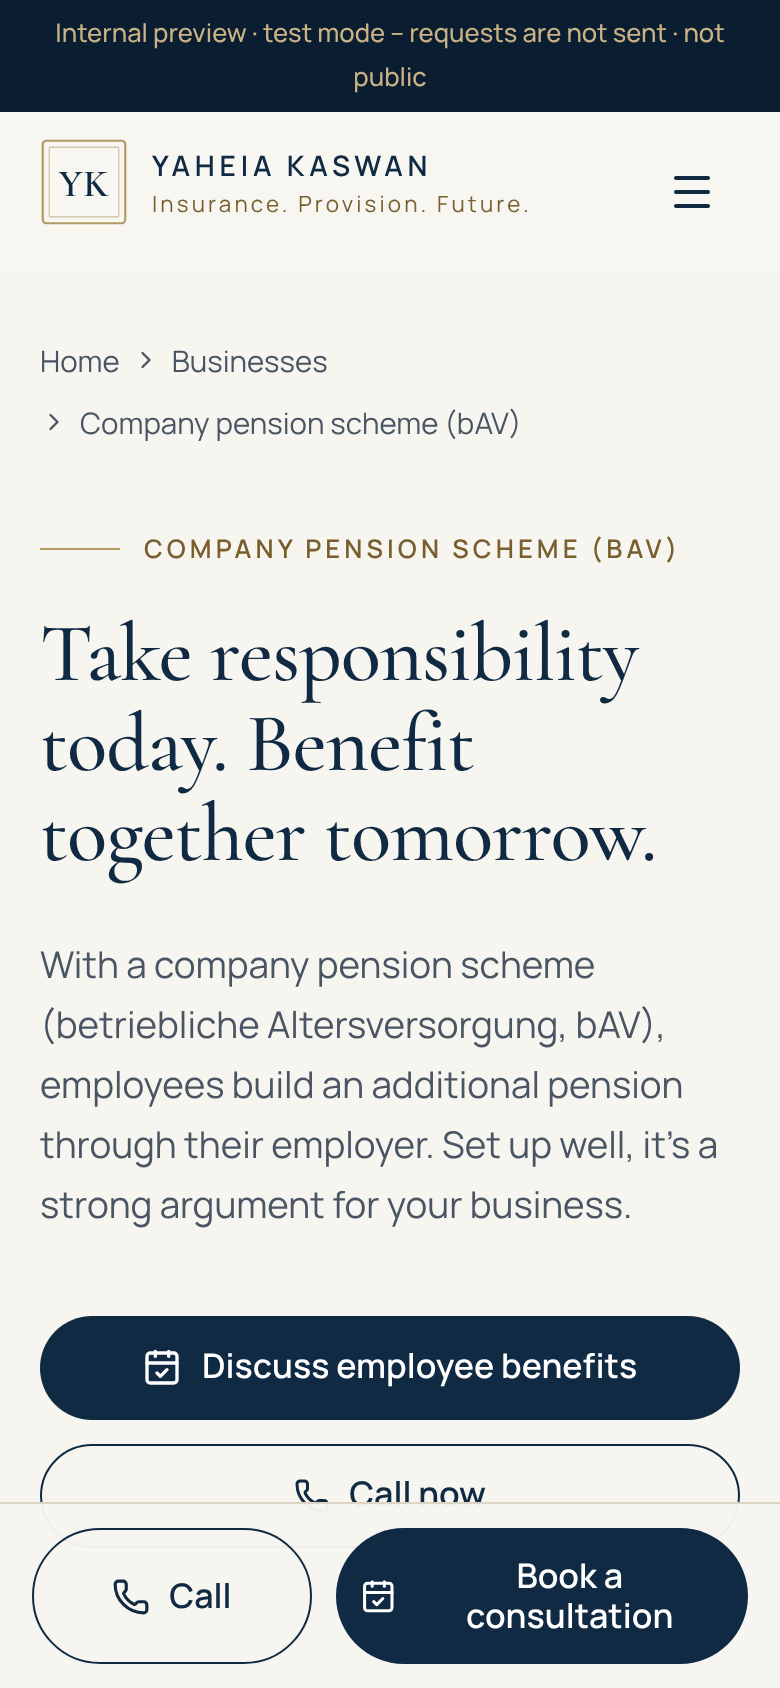 Internal preview · test mode – requests are not sent · not
public
YK
YAHEIA KASWAN
Insurance. Provision. Future.
Home > Businesses
> Company pension scheme (bAV)
COMPANY PENSION SCHEME (BAV)
Take responsibility
today. Benefit
together tomorrow.
With a company pension scheme
(betriebliche Altersversorgung, bAV),
employees build an additional pension
through their employer. Set up well, it’s a
strong argument for your business.
Discuss employee benefits
Call now
Call
Book a
consultation